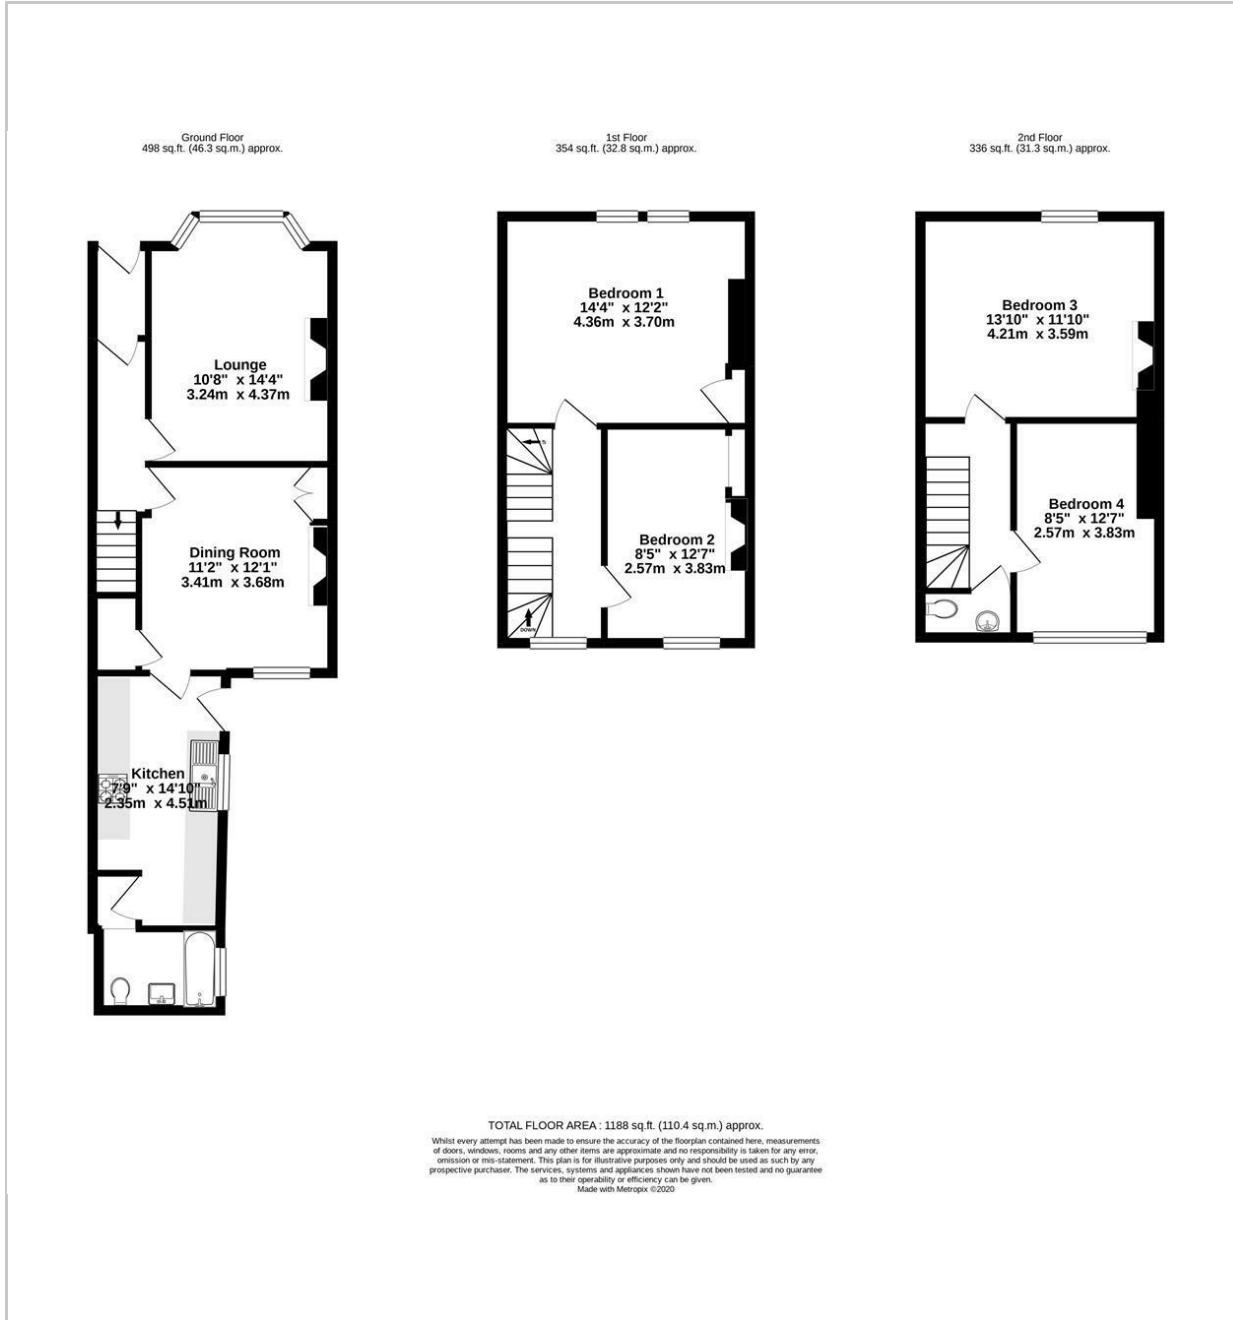 Ground Floor
498 sq.ft. (46.3 sq.m.) approx.
1st Floor
354 sq.ft. (32.8 sq.m.) approx.
2nd Floor
336 sq.ft. (31.3 sq.m.) approx.
Lounge
10'8" x 14'4"
3.24m x 4.37m
Dining Room
11'2" x 12'1"
3.41m x 3.68m
Kitchen
7'9" x 14'10"
2.35m x 4.51m
Bedroom 1
14'4" x 12'2"
4.36m x 3.70m
Bedroom 2
8'5" x 12'7"
2.57m x 3.83m
DOWN
Bedroom 3
13'10" x 11'10"
4.21m x 3.59m
Bedroom 4
8'5" x 12'7"
2.57m x 3.83m
TOTAL FLOOR AREA : 1188 sq.ft. (110.4 sq.m.) approx.
Whilst every attempt has been made to ensure the accuracy of the floorplan contained here, measurements
of doors, windows, rooms and any other items are approximate and no responsibility is taken for any error,
omission or mis-statement. This plan is for illustrative purposes only and should be used as such by any
prospective purchaser. The services, systems and appliances shown have not been tested and no guarantee
as to their operability or efficiency can be given.
Made with Metropix ©2020